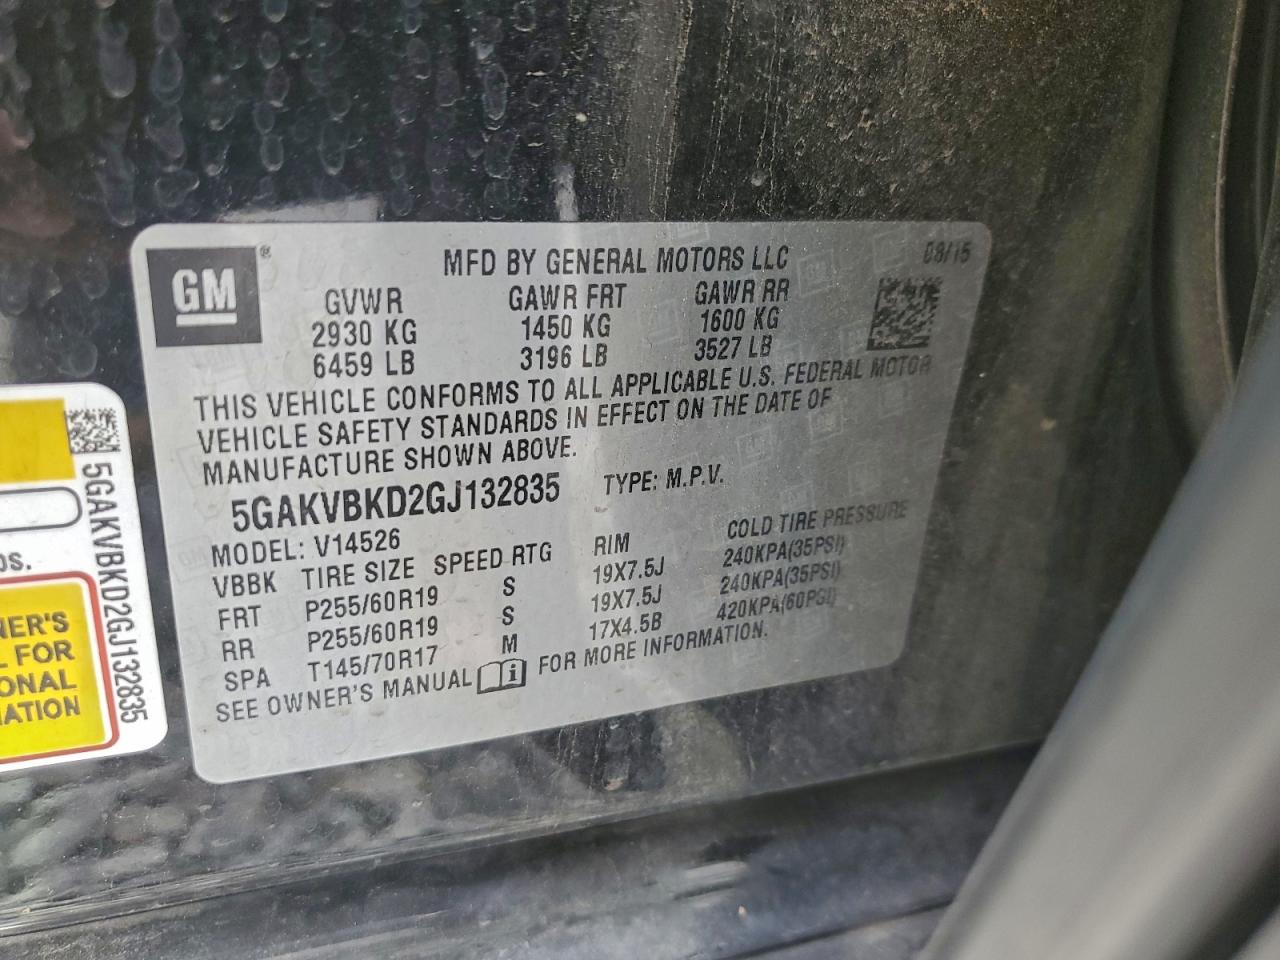 GM ® MFD BY GENERAL MOTORS LLC 08/15
GVWR GAWR FRT GAWR RR
2930 KG 1450 KG 1600 KG
6459 LB 3196 LB 3527 LB
THIS VEHICLE CONFORMS TO ALL APPLICABLE U.S. FEDERAL MOTOR
VEHICLE SAFETY STANDARDS IN EFFECT ON THE DATE OF
MANUFACTURE SHOWN ABOVE.
5GAKVBKD2GJ132835 TYPE: M.P.V.
MODEL: V14526
VBBK TIRE SIZE SPEED RTG RIM COLD TIRE PRESSURE
FRT P255/60R19 S 19X7.5J 240KPA(35PSI)
RR P255/60R19 S 19X7.5J 240KPA(35PSI)
SPA T145/70R17 M 17X4.5B 420KPA(60PSI)
SEE OWNER'S MANUAL FOR MORE INFORMATION.
5GAKVBKD2GJ132835
NER'S
L FOR
ONAL
ATION